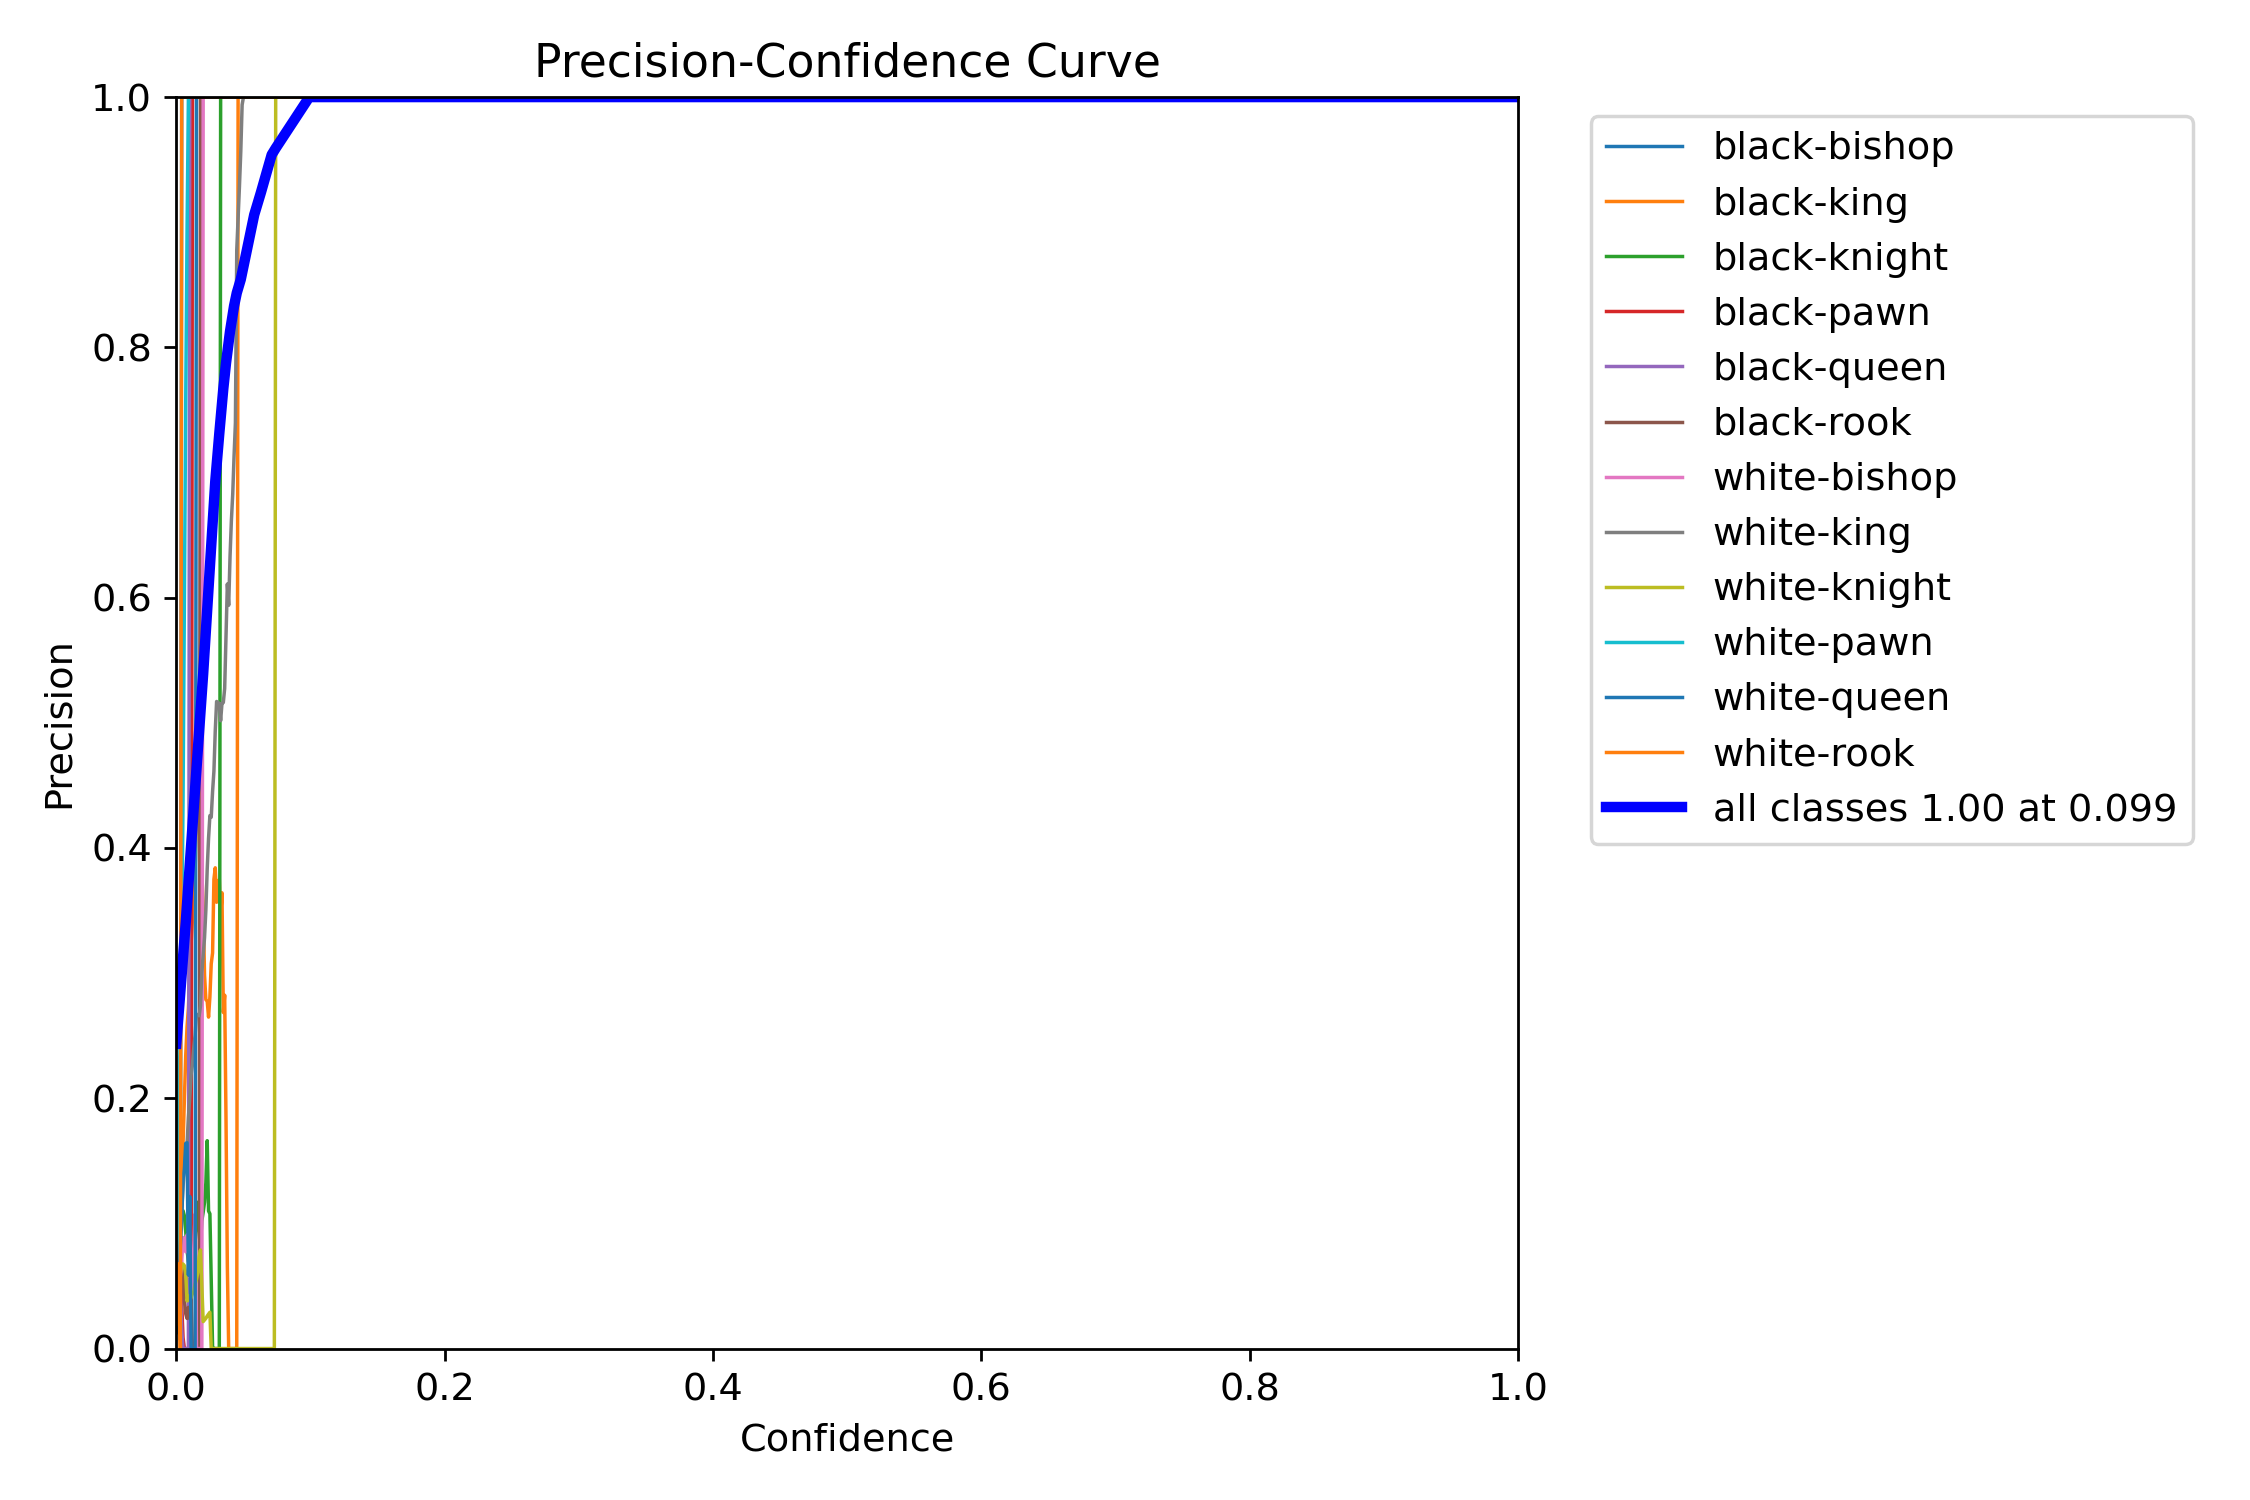 Precision-Confidence Curve
1.0
0.8
0.6
0.4
0.2
0.0
Precision
0.0 0.2 0.4 0.6 0.8 1.0
Confidence
black-bishop
black-king
black-knight
black-pawn
black-queen
black-rook
white-bishop
white-king
white-knight
white-pawn
white-queen
white-rook
all classes 1.00 at 0.099